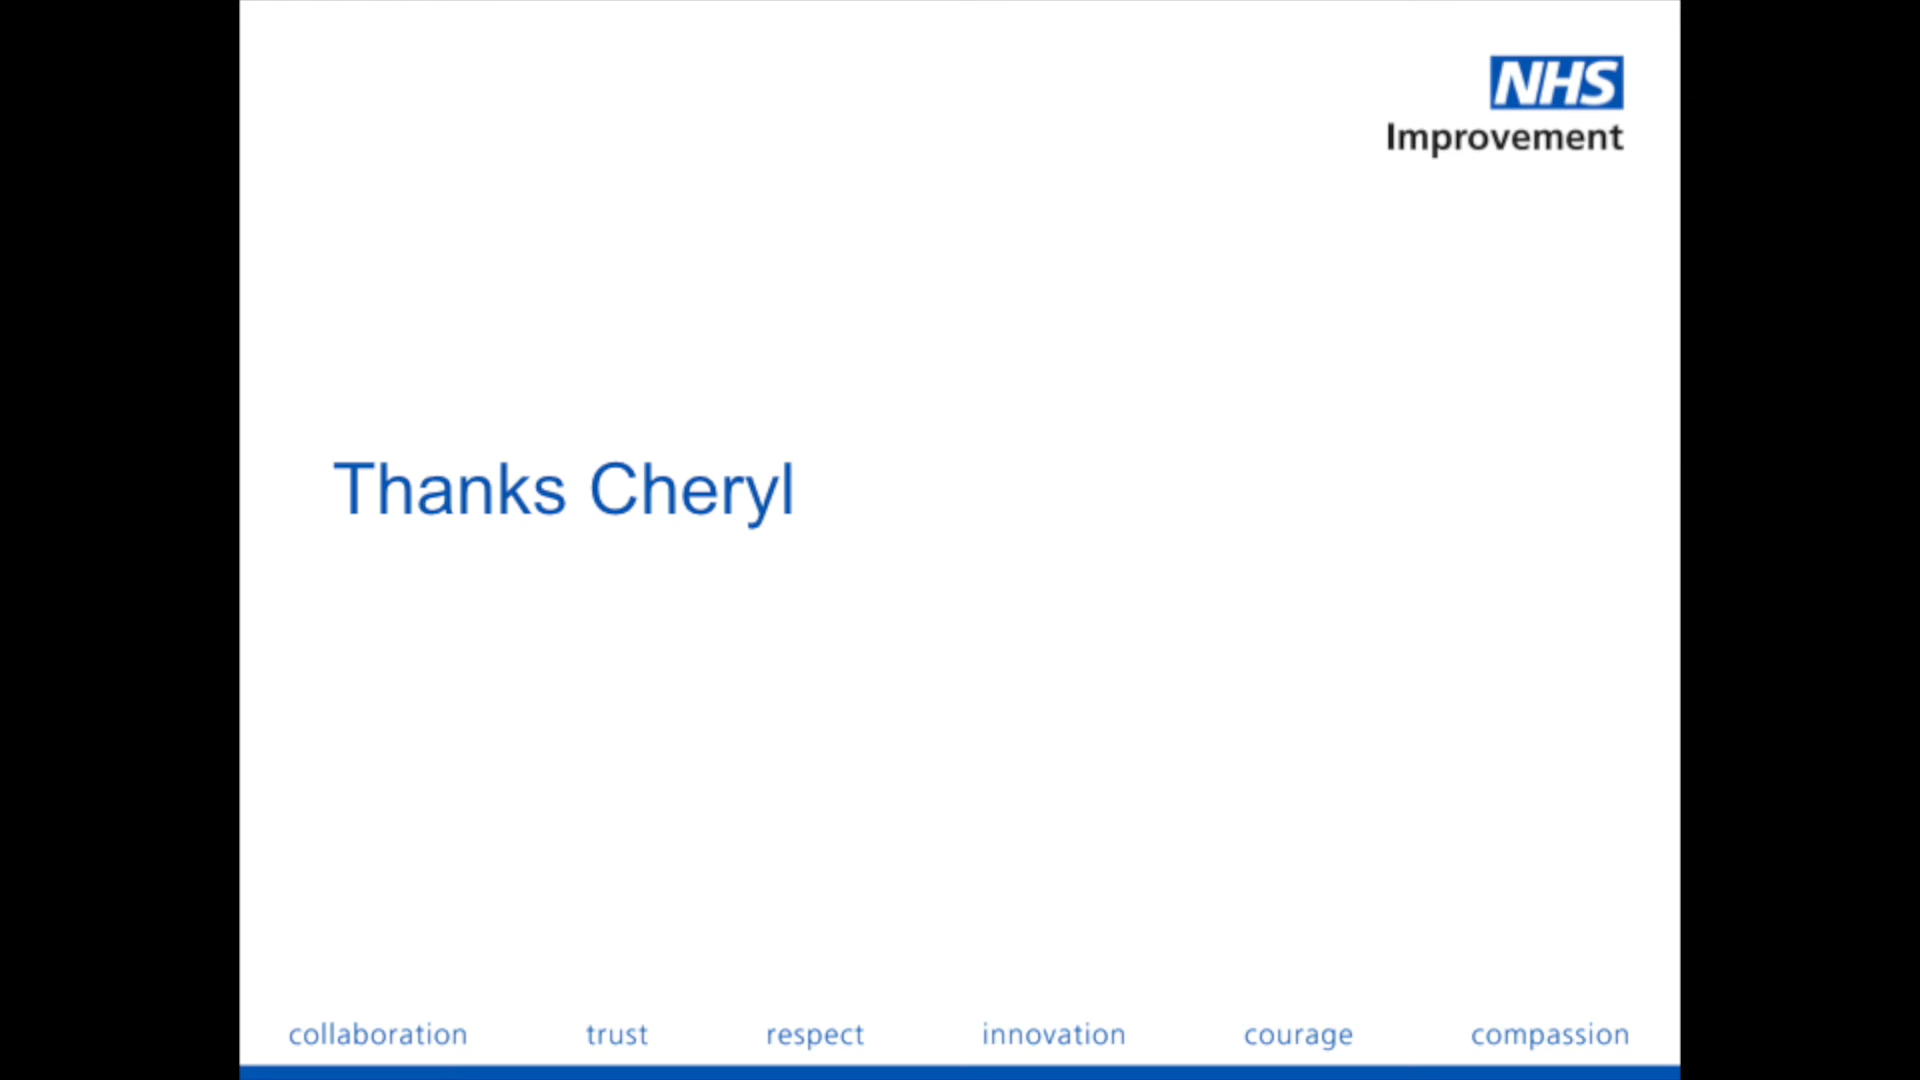 NHS
Improvement
Thanks Cheryl
collaboration trust respect innovation courage compassion